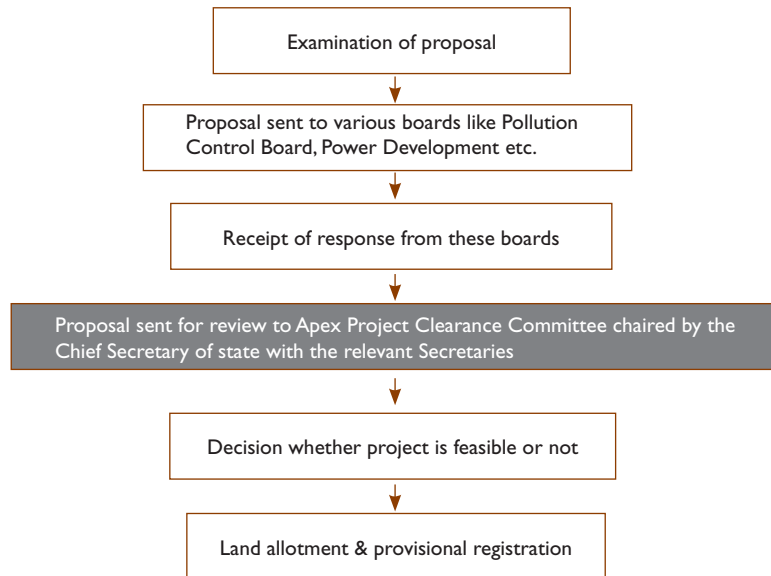 Examination of proposal
Proposal sent to various boards like Pollution
Control Board, Power Development etc.
Receipt of response from these boards
Proposal sent for review to Apex Project Clearance Committee chaired by the
Chief Secretary of state with the relevant Secretaries
Decision whether project is feasible or not
Land allotment & provisional registration